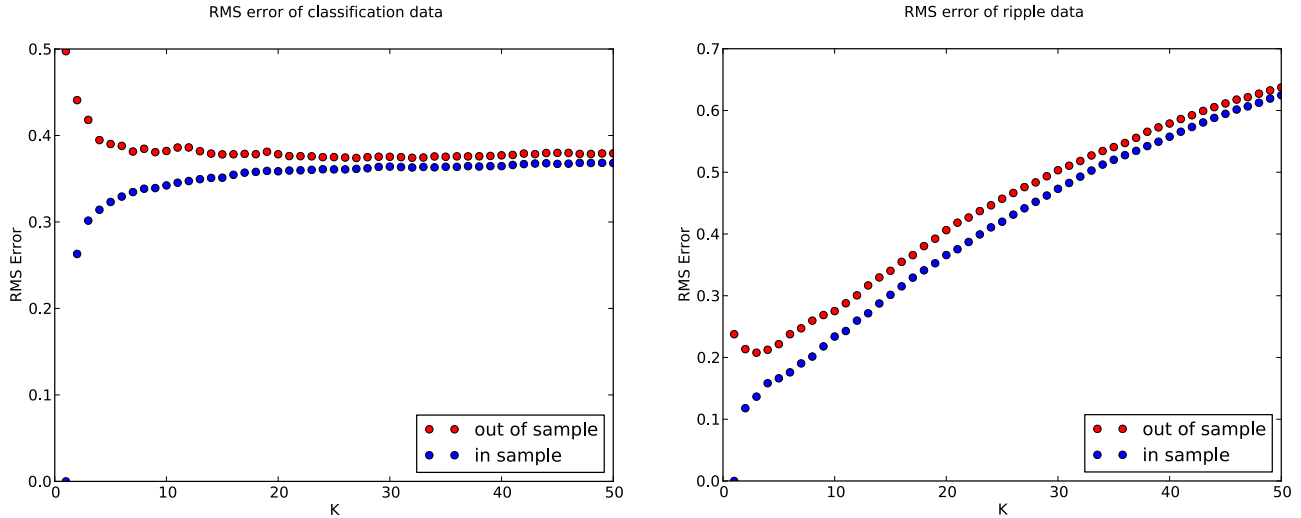 RMS error of classification data
0.5
0.4
0.3
0.2
0.1
0.0
RMS Error
0 10 20 30 40 50
K
out of sample
in sample
RMS error of ripple data
0.7
0.6
0.5
0.4
0.3
0.2
0.1
0.0
RMS Error
0 10 20 30 40 50
K
out of sample
in sample